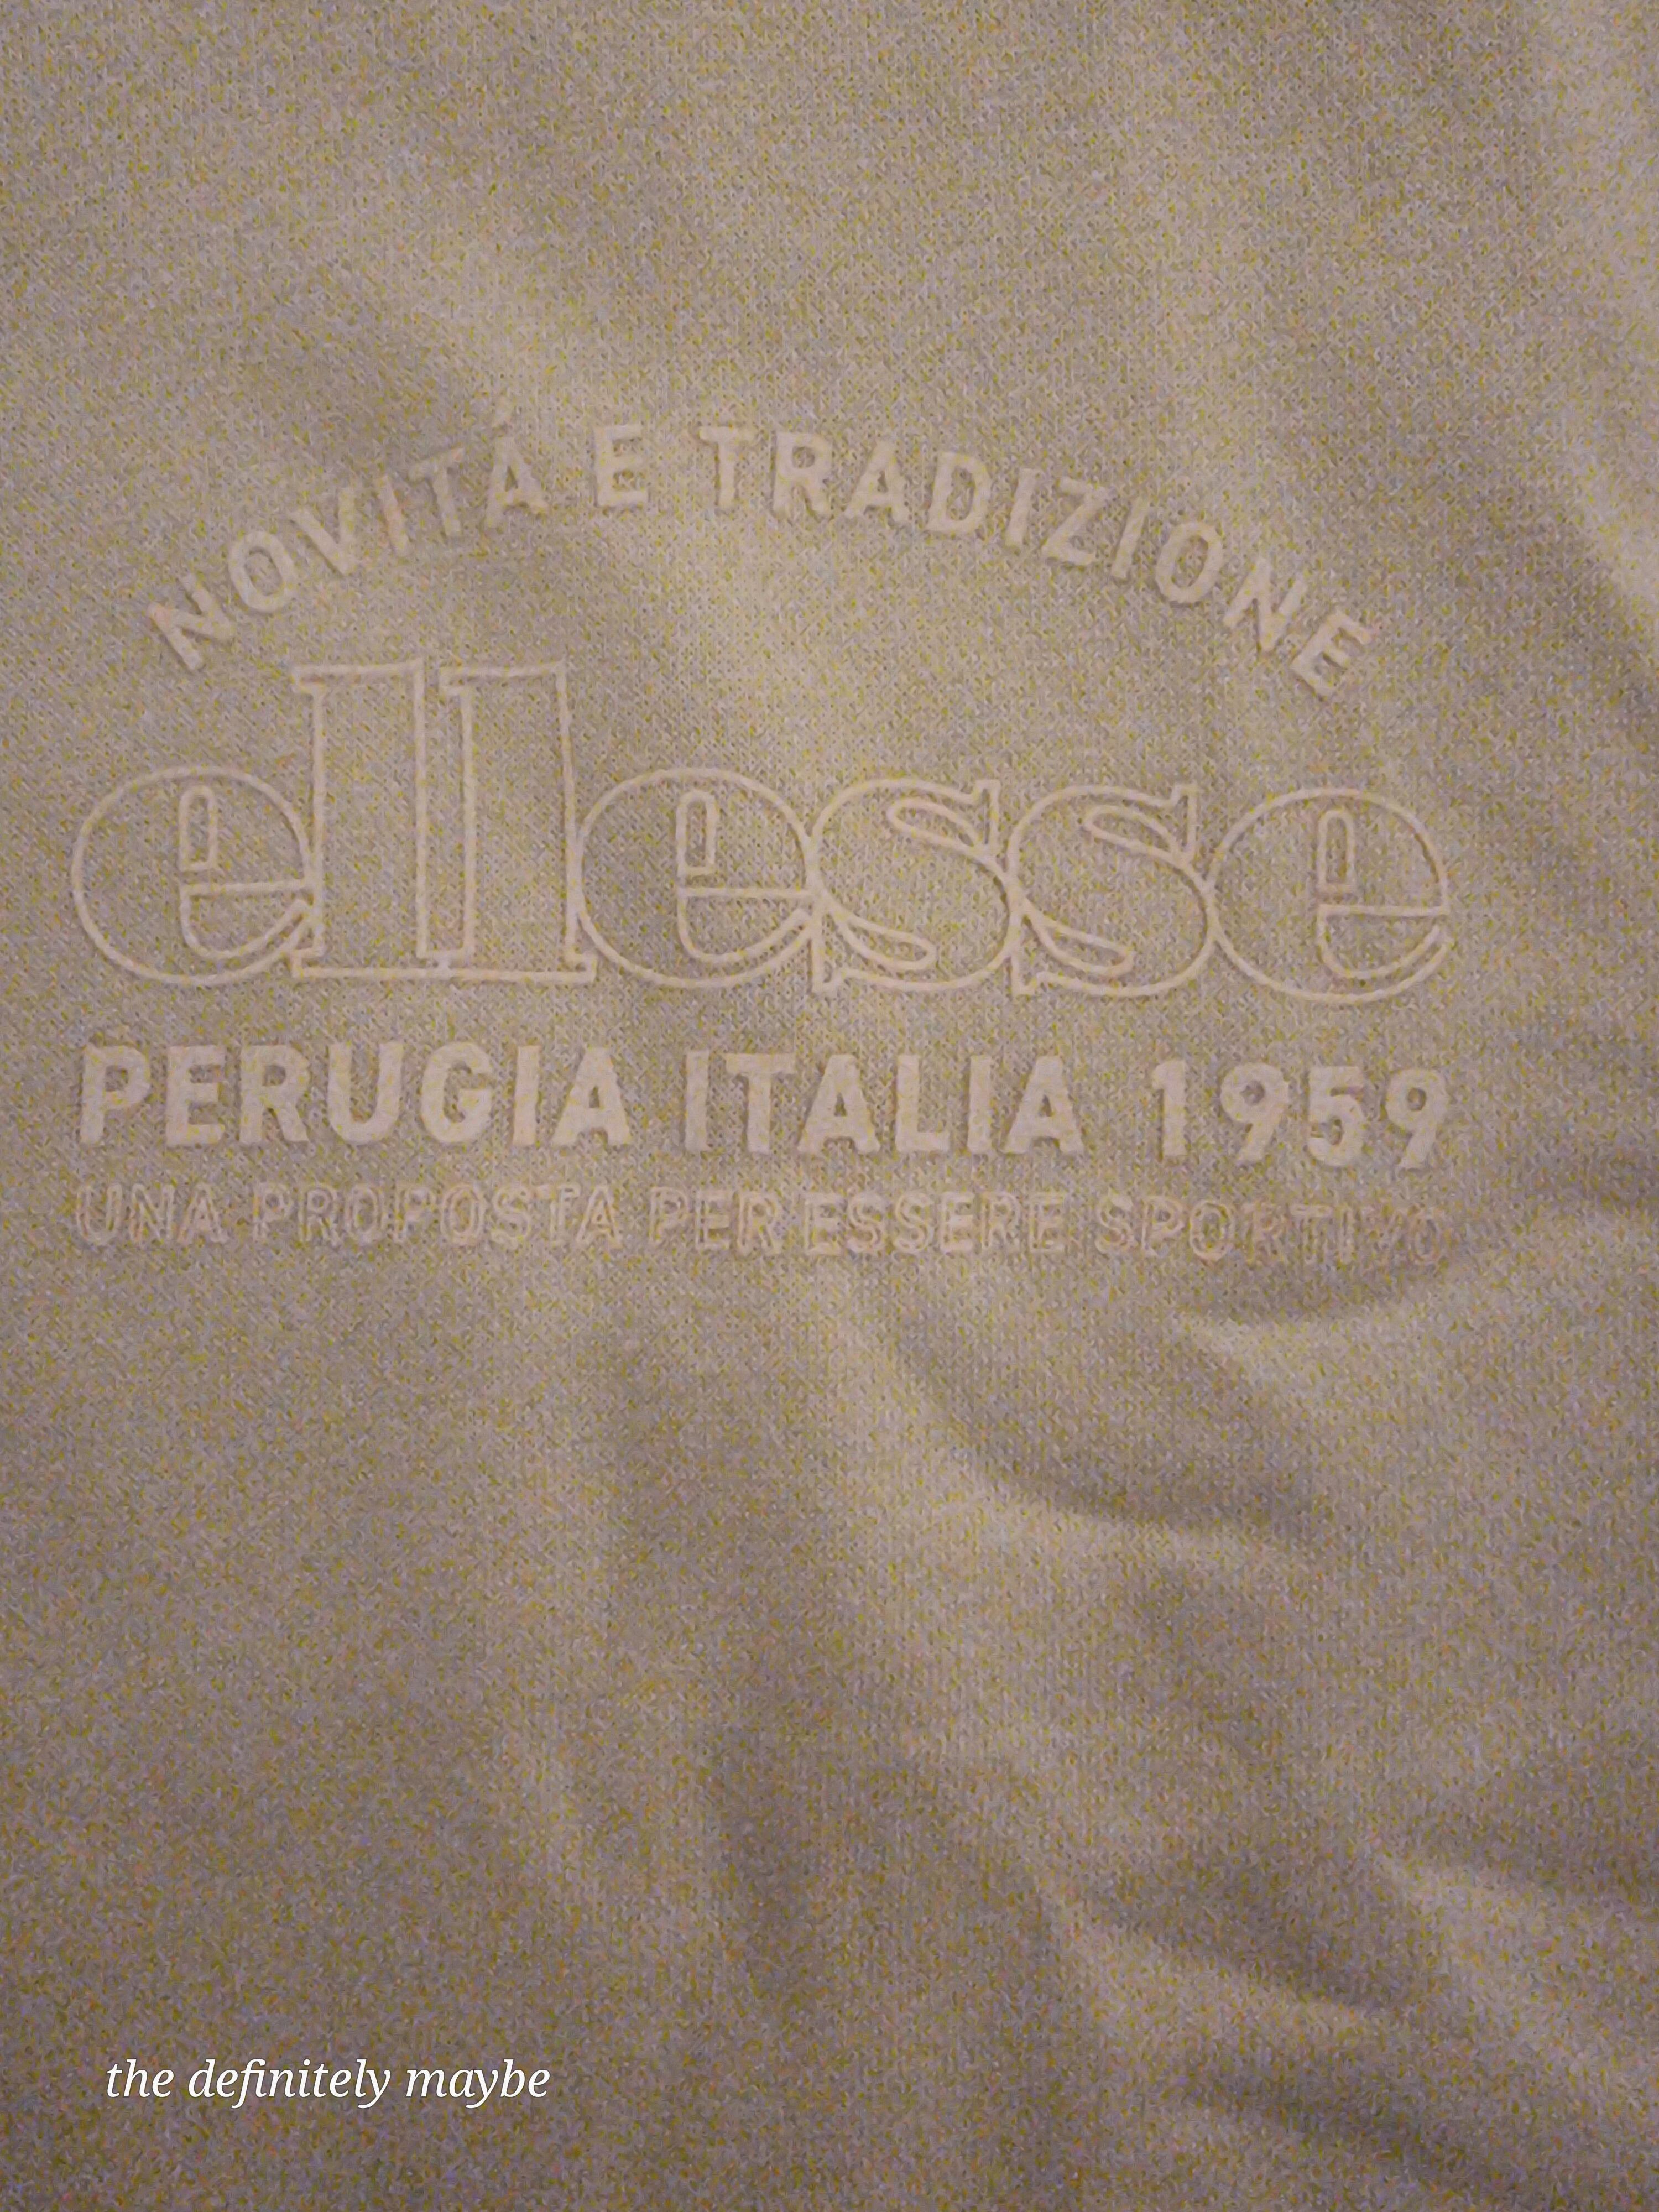 NOVITÁ E TRADIZIONE
ellesse
PERUGIA ITALIA 1959
UNA PROPOSTA PER ESSERE SPORTIVO
the definitely maybe